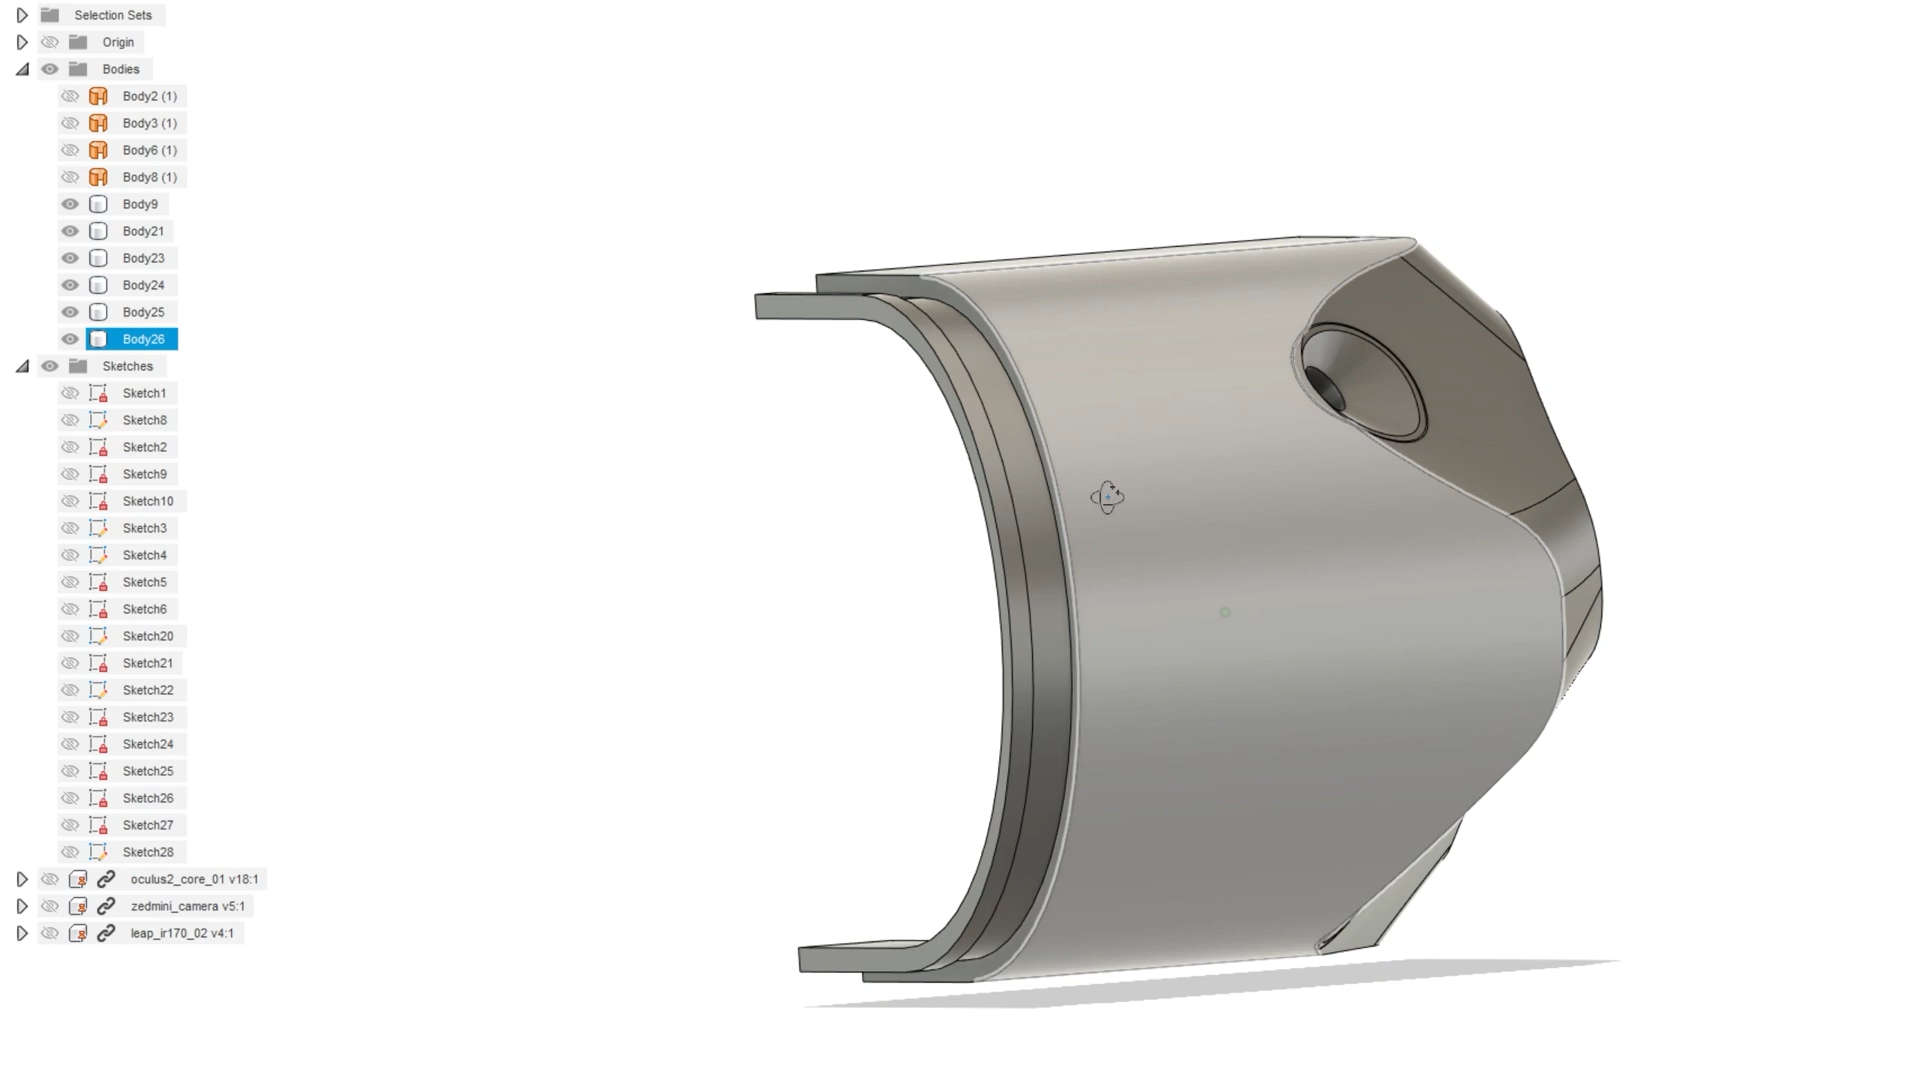 Selection Sets
Origin
Bodies
Body2 (1)
Body3 (1)
Body6 (1)
Body8 (1)
Body9
Body21
Body23
Body24
Body25
Body26
Sketches
Sketch1
Sketch8
Sketch2
Sketch9
Sketch10
Sketch3
Sketch4
Sketch5
Sketch6
Sketch20
Sketch21
Sketch22
Sketch23
Sketch24
Sketch25
Sketch26
Sketch27
Sketch28
oculus2_core_01 v18:1
zedmini_camera v5:1
leap_ir170_02 v4:1